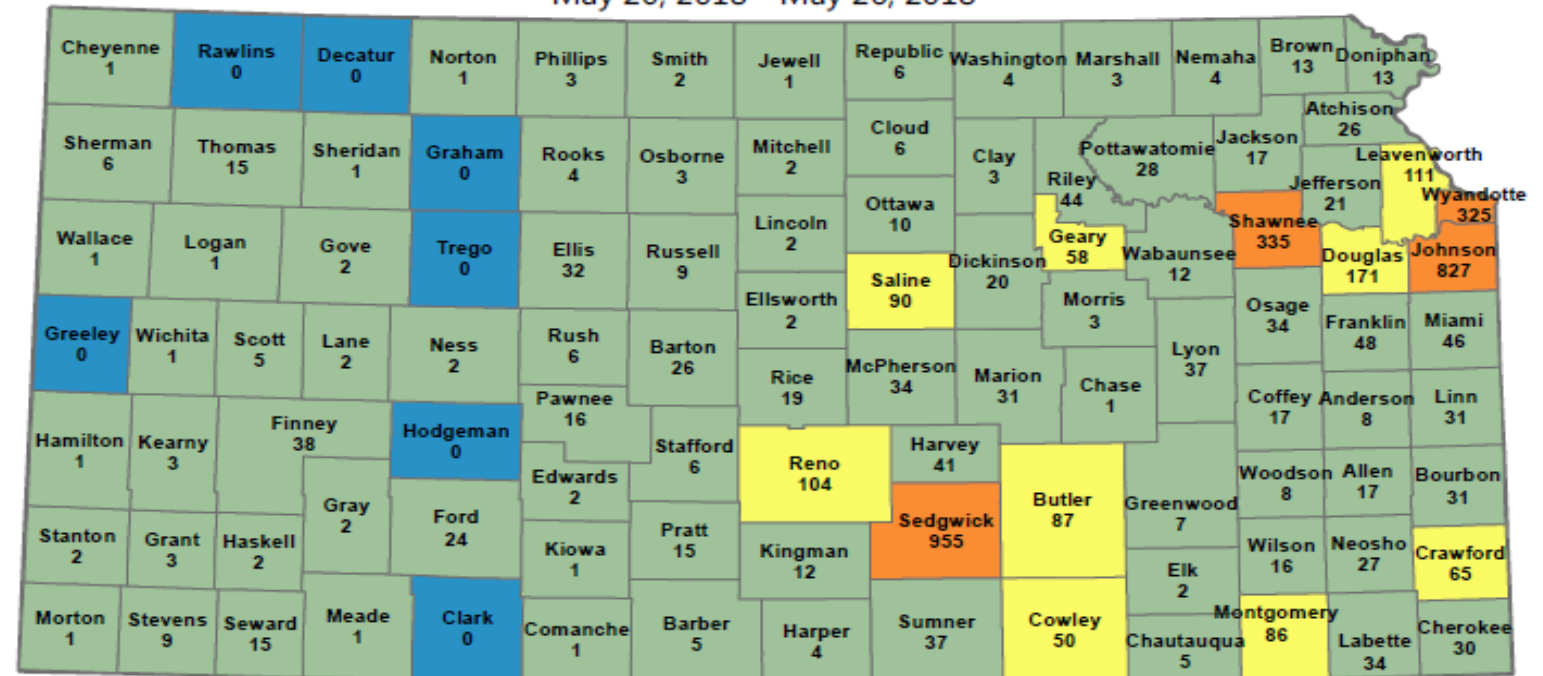 May 2018 – May 2018
Cheyenne
1
Rawlins
0
Decatur
0
Norton
1
Phillips
3
Smith
2
Jewell
1
Republic
6
Washington
4
Marshall
3
Nemaha
4
Brown
13
Doniphan
13
Sherman
6
Thomas
15
Sheridan
1
Graham
0
Rooks
4
Osborne
3
Mitchell
2
Cloud
6
Clay
3
Riley
44
Pottawatomie
28
Jackson
17
Atchison
26
Jefferson
21
Leavenworth
111
Wyandotte
325
Wallace
1
Logan
1
Gove
2
Trego
0
Ellis
32
Russell
9
Lincoln
2
Ottawa
10
Saline
90
Dickinson
20
Geary
58
Wabaunsee
12
Shawnee
335
Douglas
171
Johnson
827
Greeley
0
Wichita
1
Scott
5
Lane
2
Ness
2
Rush
6
Barton
26
Ellsworth
2
Rice
19
McPherson
34
Marion
31
Morris
3
Chase
1
Lyon
37
Osage
34
Franklin
48
Miami
46
Hamilton
1
Kearny
3
Finney
38
Hodgeman
0
Pawnee
16
Stafford
6
Edwards
2
Reno
104
Harvey
41
Sedgwick
955
Butler
87
Greenwood
7
Coffey
17
Anderson
8
Linn
31
Woodson
8
Allen
17
Bourbon
31
Stanton
2
Grant
3
Haskell
2
Gray
2
Ford
24
Kiowa
1
Pratt
15
Kingman
12
Elk
2
Wilson
16
Neosho
27
Crawford
65
Morton
1
Stevens
9
Seward
15
Meade
1
Clark
0
Comanche
1
Barber
5
Harper
4
Sumner
37
Cowley
50
Chautauqua
5
Montgomery
86
Labette
34
Cherokee
30